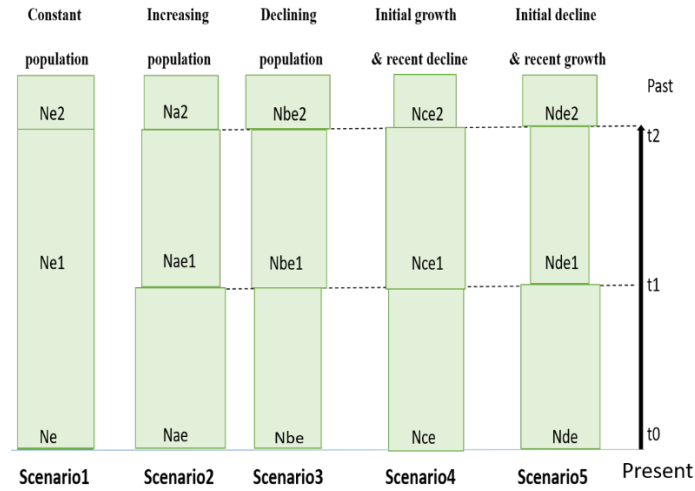 Constant Increasing Declining Initial growth Initial decline
population population population & recent decline & recent growth
Past
Ne2 Na2 Nbe2 Nce2 Nde2
t2
Ne1 Nae1 Nbe1 Nce1 Nde1
t1
Ne Nae Nbe Nce Nde t0
Scenario1 Scenario2 Scenario3 Scenario4 Scenario5 Present